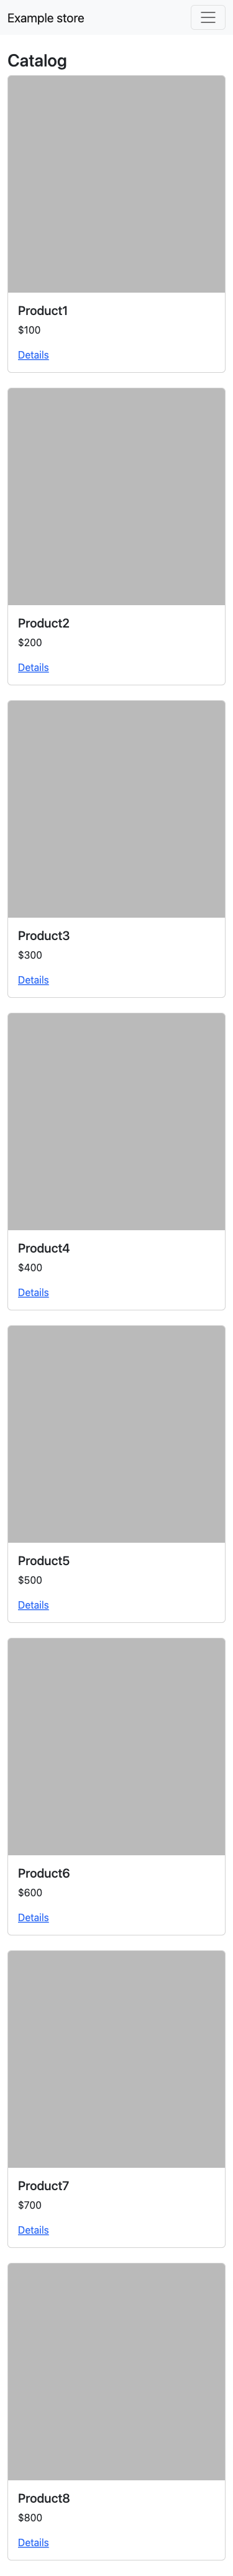 Example store
Catalog
Product1
$100
Details
Product2
$200
Details
Product3
$300
Details
Product4
$400
Details
Product5
$500
Details
Product6
$600
Details
Product7
$700
Details
Product8
$800
Details